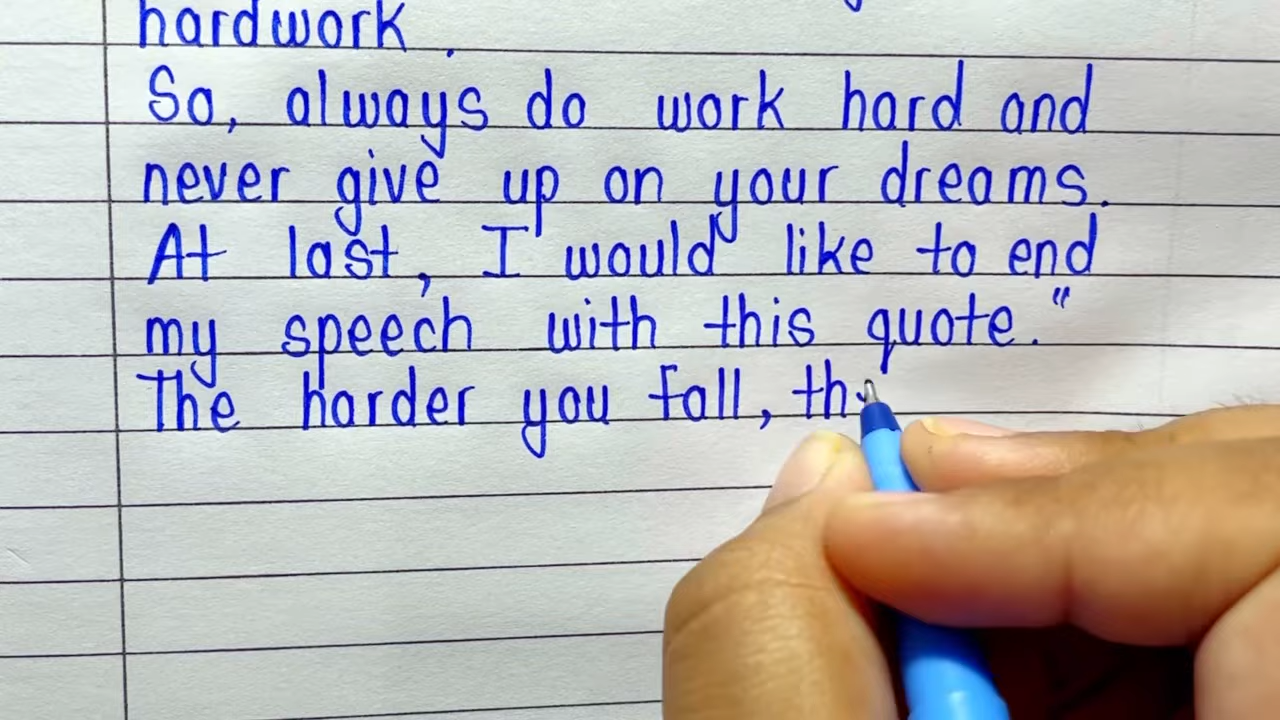 hardwork.
So, always do work hard and
never give up on your dreams.
At last, I would like to end
my speech with this quote."
The harder you fall, th